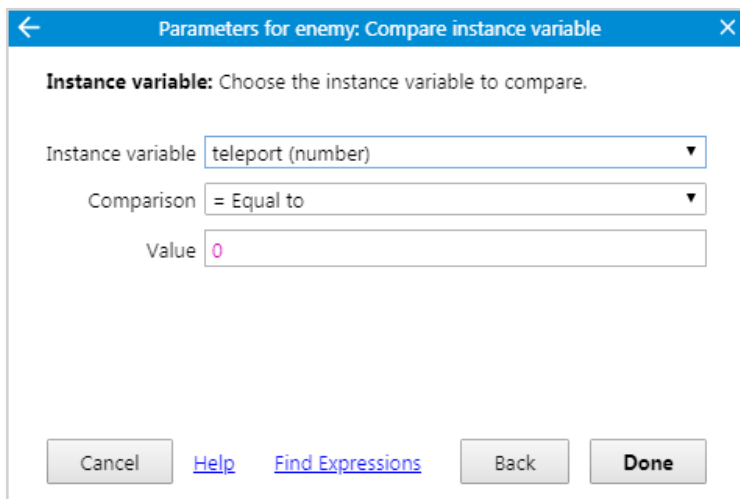 Parameters for enemy: Compare instance variable
Instance variable: Choose the instance variable to compare.
Instance variable teleport (number)
Comparison = Equal to
Value 0
Cancel Help Find Expressions Back Done